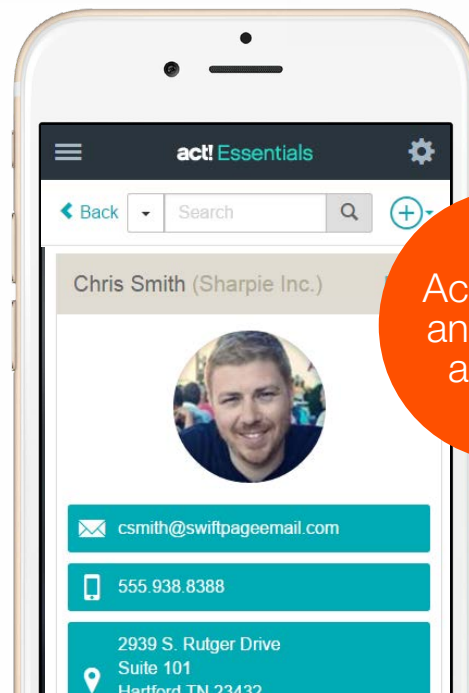 act! Essentials
Back
Search
Chris Smith (Sharpie Inc.)
csmith@swiftpageemail.com
555.938.8388
2939 S. Rutger Drive
Suite 101
Hartford TN 23432